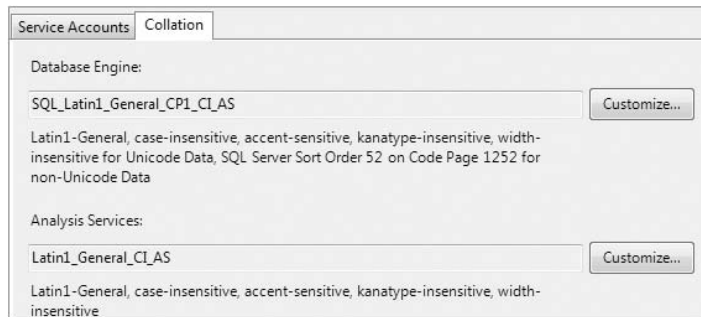 Service Accounts Collation
Database Engine:
SQL_Latin1_General_CP1_CI_AS Customize...
Latin1-General, case-insensitive, accent-sensitive, kanatype-insensitive, width-
insensitive for Unicode Data, SQL Server Sort Order 52 on Code Page 1252 for
non-Unicode Data
Analysis Services:
Latin1_General_CI_AS Customize...
Latin1-General, case-insensitive, accent-sensitive, kanatype-insensitive, width-
insensitive